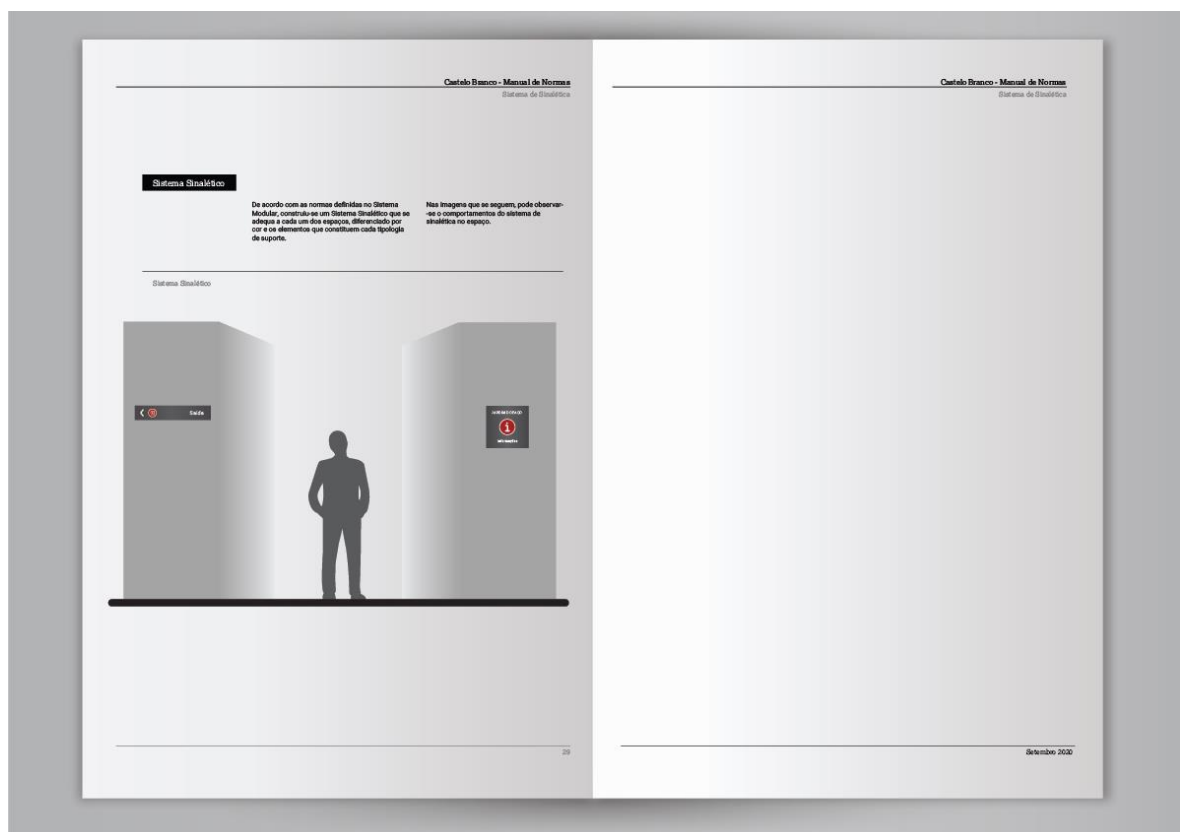 Castelo Branco - Manual de Normas
Sistema de Sinalética
Sistema Sinalético
De acordo com as normas definidas no Sistema
Modular, construiu-se um Sistema Sinalético que se
adequa a cada um dos espaços, diferenciado por
cor e os elementos que constituem cada tipologia
de suporte.
Nas imagens que se seguem, pode observar-
-se o comportamentos do sistema de
sinalética no espaço.
Sistema Sinalético
Saída
i
Informações
26
Castelo Branco - Manual de Normas
Sistema de Sinalética
Setembro 2020